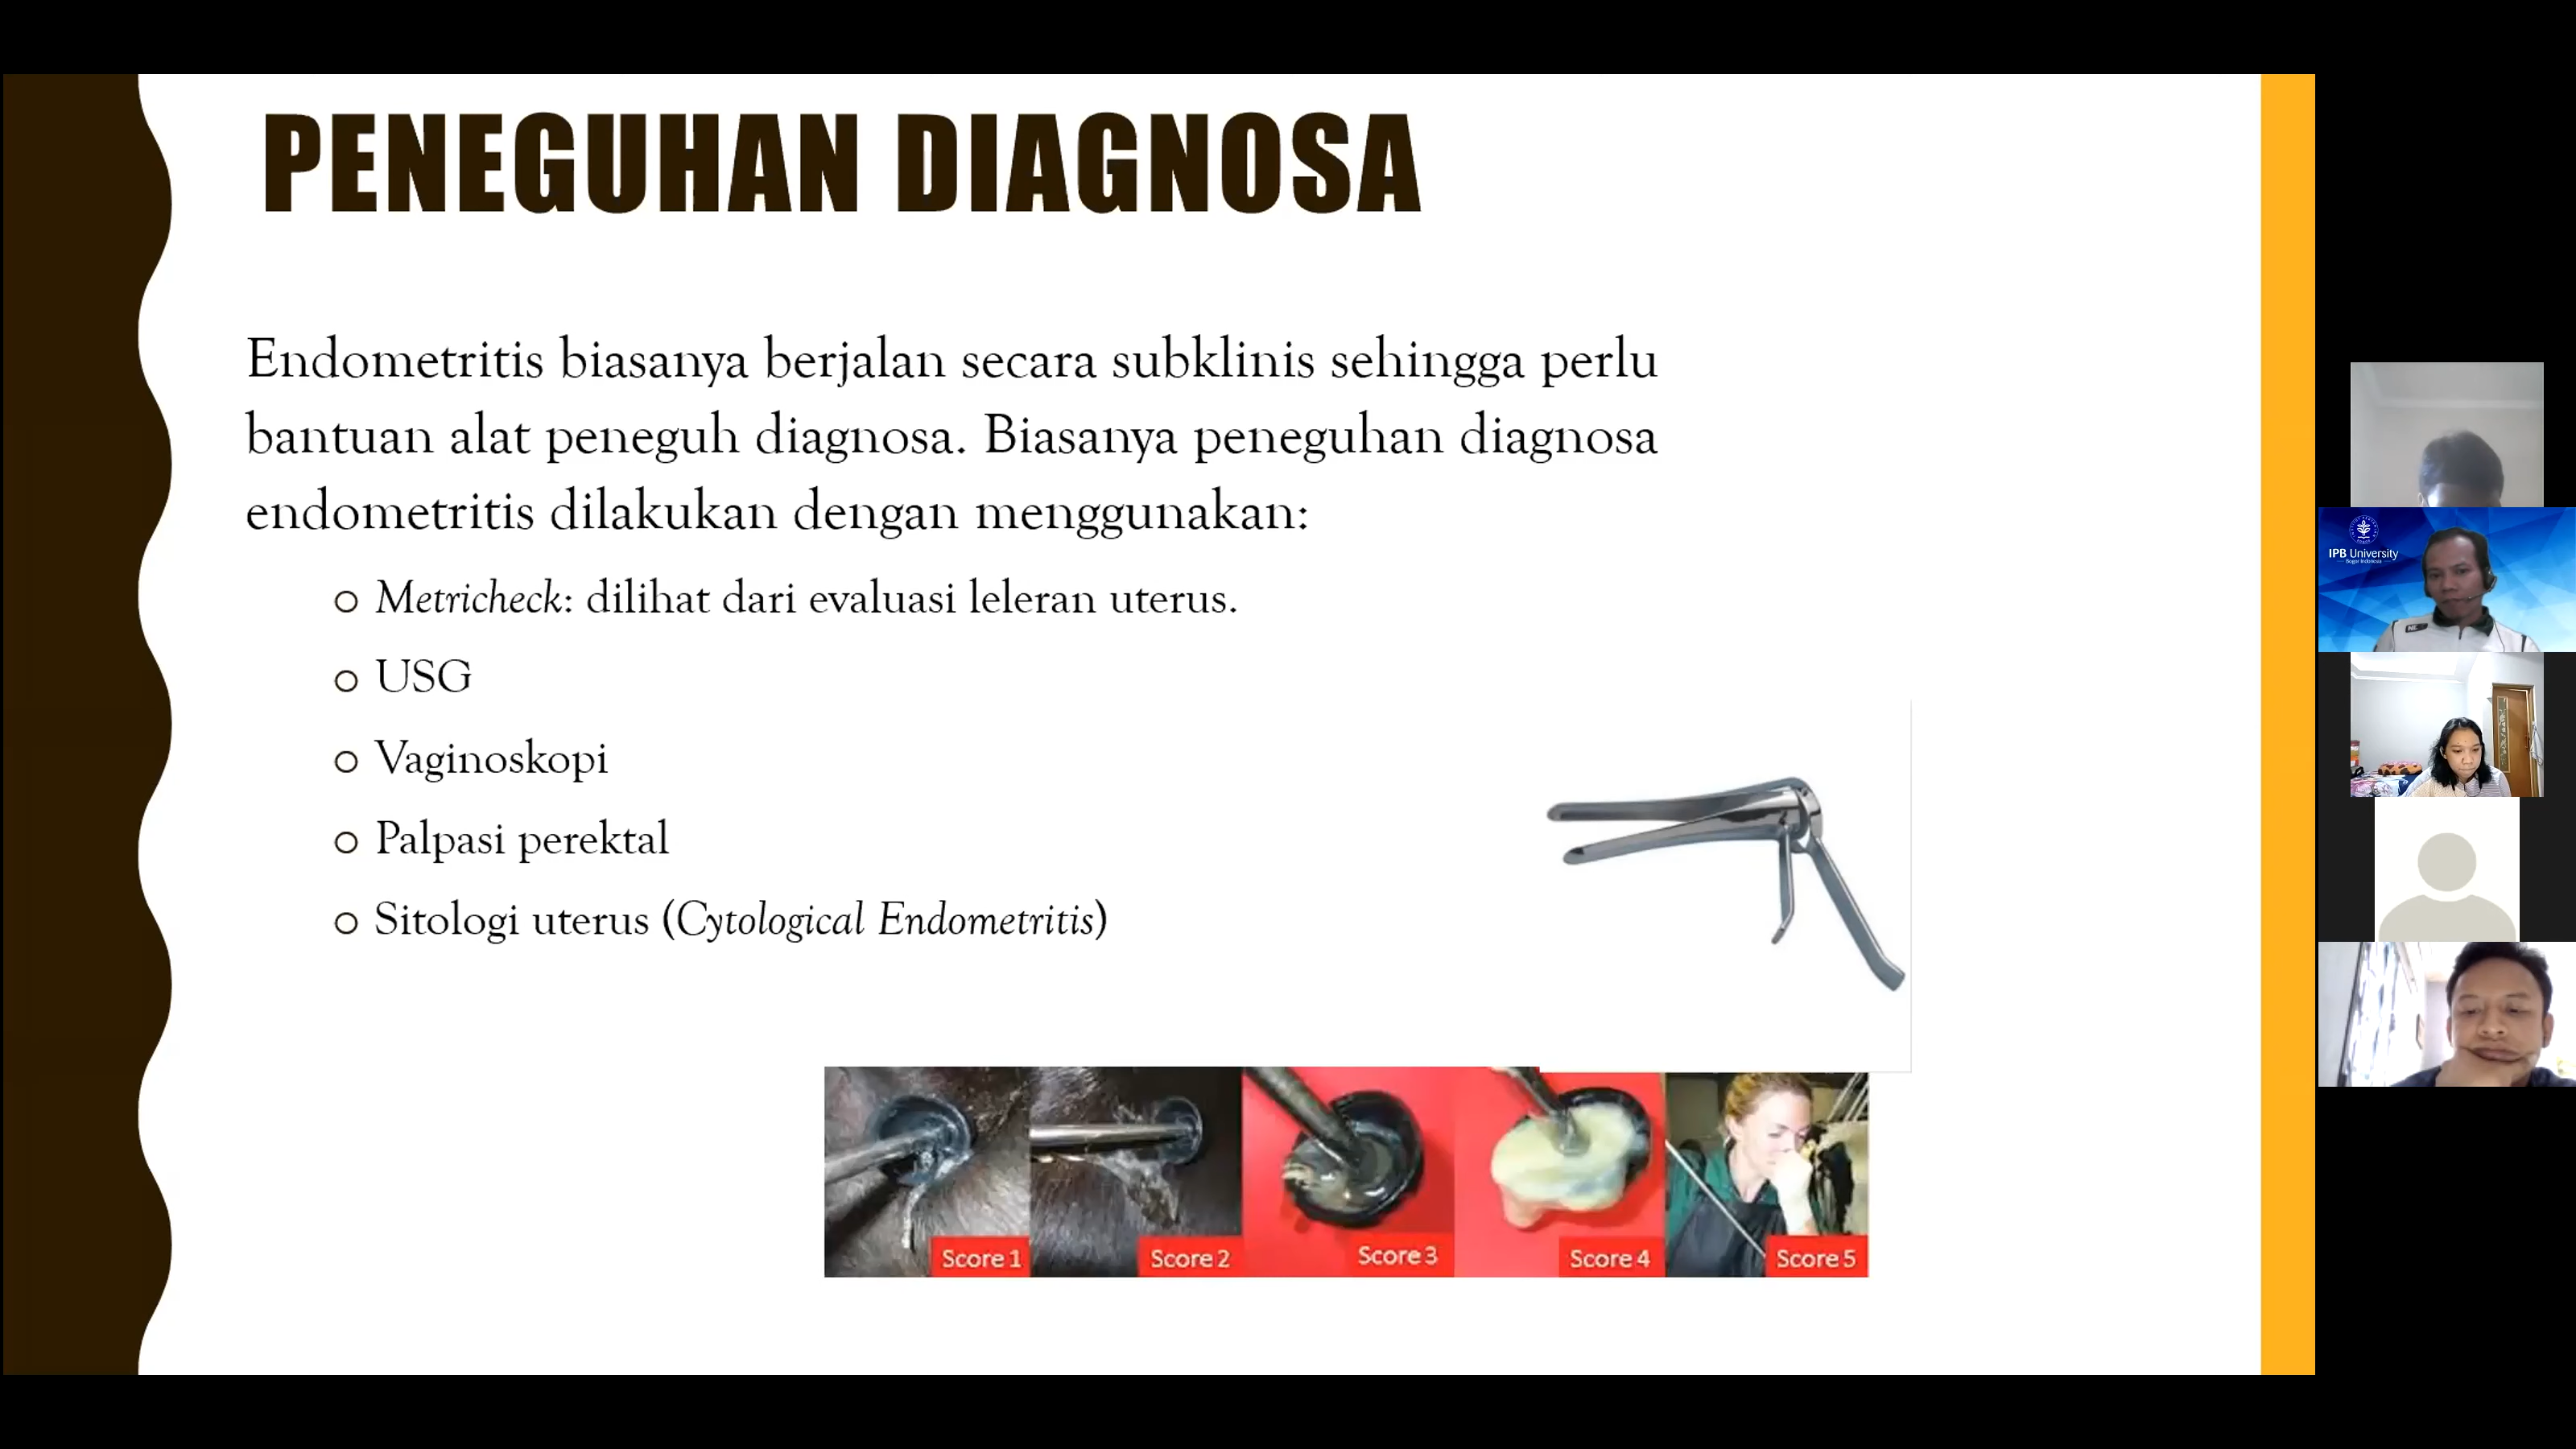 PENEGUHAN DIAGNOSA
Endometritis biasanya berjalan secara subklinis sehingga perlu
bantuan alat peneguh diagnosa. Biasanya peneguhan diagnosa
endometritis dilakukan dengan menggunakan:
Metricheck: dilihat dari evaluasi leleran uterus.
USG
Vaginoskopi
Palpasi perektal
Sitologi uterus (Cytological Endometritis)
Score 1
Score 2
Score 3
Score 4
Score 5
IPB University
Bogor Indonesia